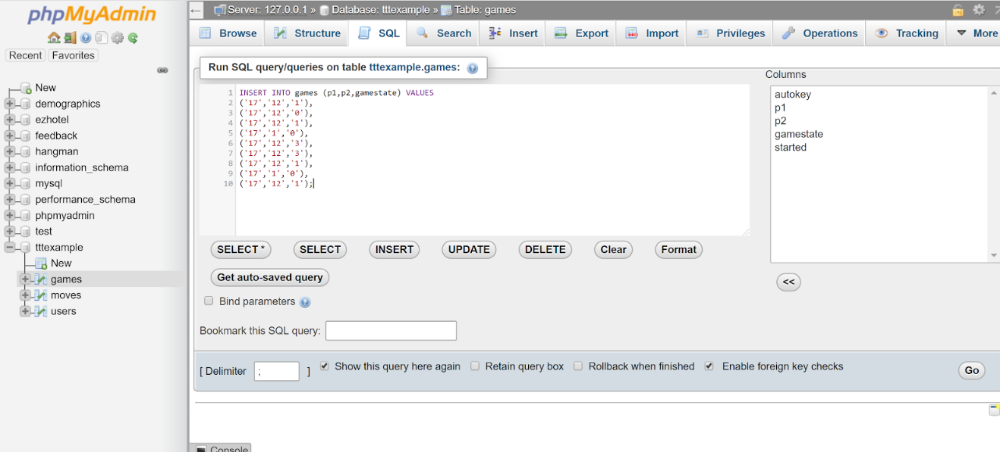 phpMyAdmin
Recent Favorites
New
demographics
ezhotel
feedback
hangman
information_schema
mysql
performance_schema
phpmyadmin
test
tttexample
New
games
moves
users
Server: 127.0.0.1 » Database: tttexample » Table: games
Browse Structure SQL Search Insert Export Import Privileges Operations Tracking More
Run SQL query/queries on table tttexample.games:
1 INSERT INTO games (p1,p2,gamestate) VALUES
2 ('17','12','1'),
3 ('17','12','0'),
4 ('17','12','1'),
5 ('17','1','0'),
6 ('17','12','3'),
7 ('17','12','3'),
8 ('17','12','1'),
9 ('17','1','0'),
10 ('17','12','1');
Columns
autokey
p1
p2
gamestate
started
<<
SELECT * SELECT INSERT UPDATE DELETE Clear Format
Get auto-saved query
Bind parameters
Bookmark this SQL query:
[ Delimiter ; ] Show this query here again Retain query box Rollback when finished Enable foreign key checks Go
Console